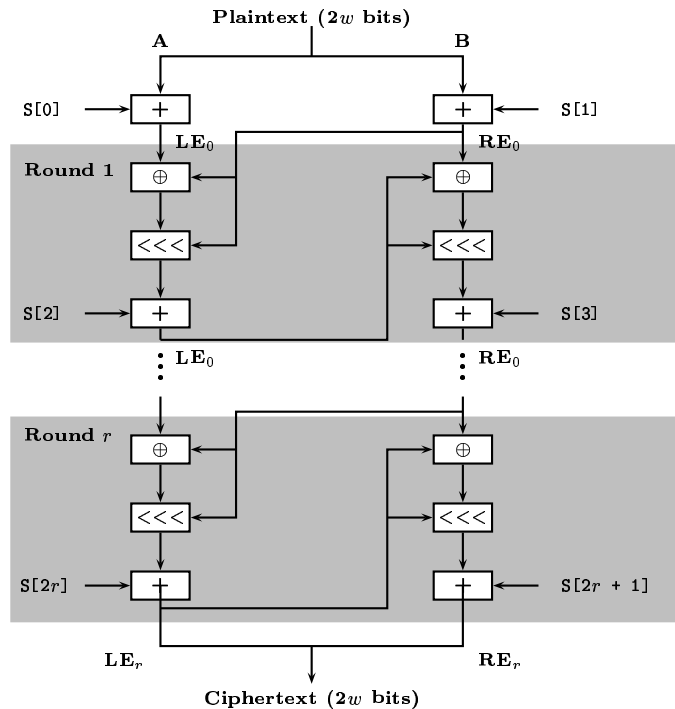 Plaintext (2w bits)
A B
S[0] + + S[1]
LE₀ RE₀
Round 1
⊕ ⊕
<<< <<<
S[2] + + S[3]
LE₀ RE₀
Round r
⊕ ⊕
<<< <<<
S[2r] + + S[2r + 1]
LEᵣ REᵣ
Ciphertext (2w bits)